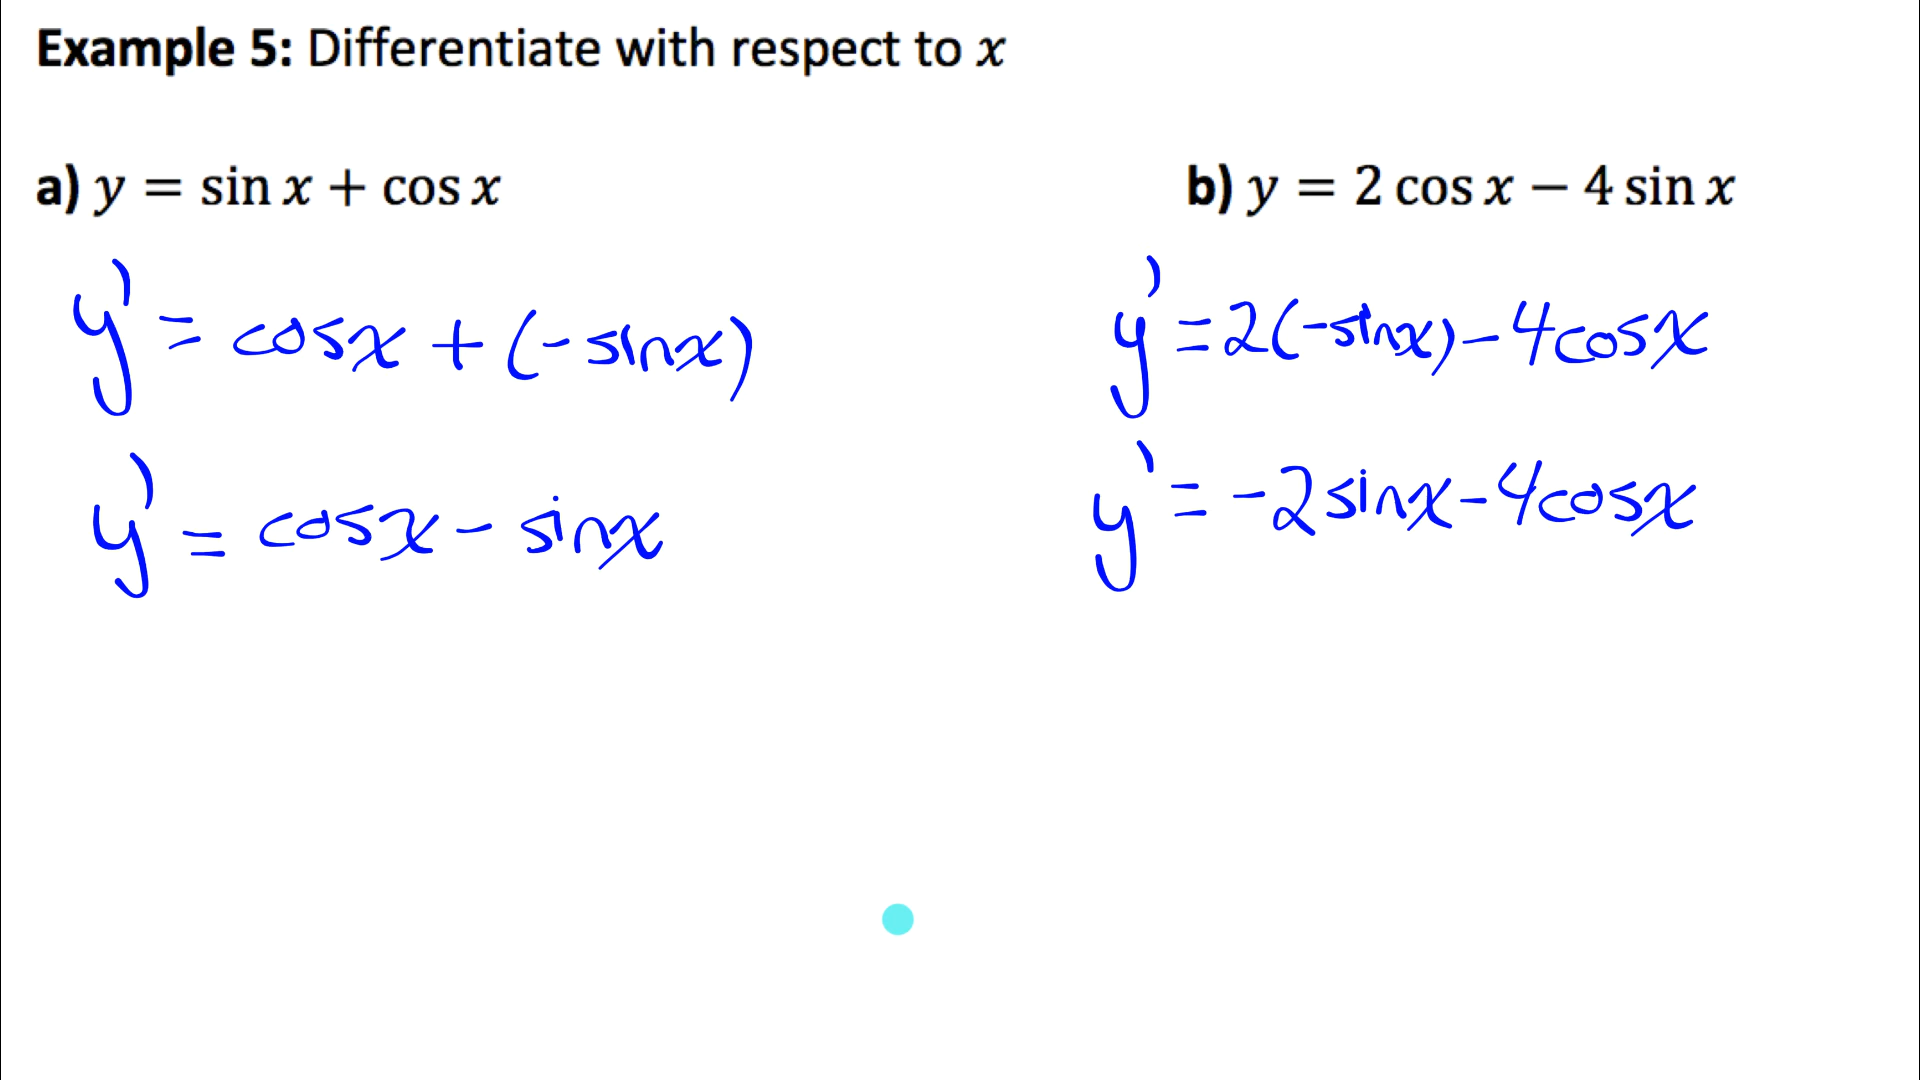 Example 5: Differentiate with respect to x
a) y = sin x + cos x
y' = cosx + (-sinx)
y' = cosx - sinx
b) y = 2 cos x − 4 sin x
y' = 2(-sinx) - 4cosx
y' = -2sinx - 4cosx